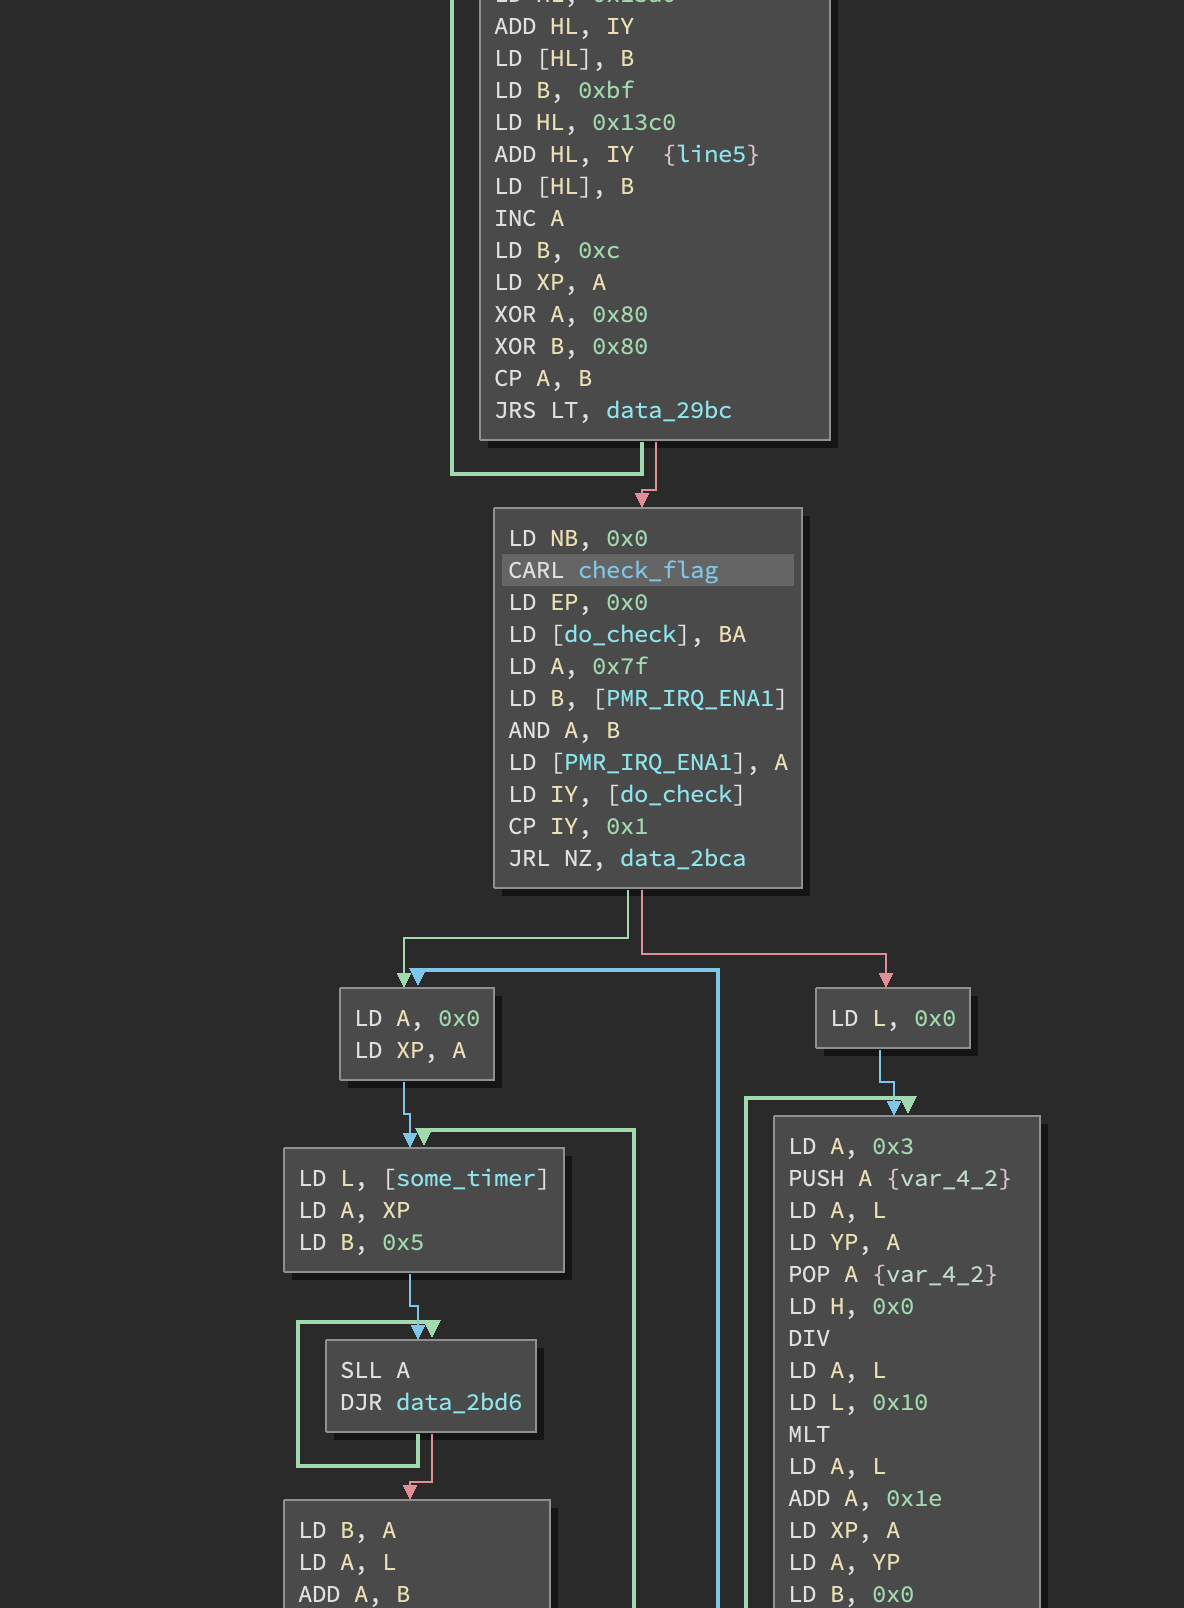 ADD HL, IY
LD [HL], B
LD B, 0xbf
LD HL, 0x13c0
ADD HL, IY  {line5}
LD [HL], B
INC A
LD B, 0xc
LD XP, A
XOR A, 0x80
XOR B, 0x80
CP A, B
JRS LT, data_29bc
LD NB, 0x0
CARL check_flag
LD EP, 0x0
LD [do_check], BA
LD A, 0x7f
LD B, [PMR_IRQ_ENA1]
AND A, B
LD [PMR_IRQ_ENA1], A
LD IY, [do_check]
CP IY, 0x1
JRL NZ, data_2bca
LD A, 0x0
LD XP, A
LD L, [some_timer]
LD A, XP
LD B, 0x5
SLL A
DJR data_2bd6
LD B, A
LD A, L
ADD A, B
LD L, 0x0
LD A, 0x3
PUSH A {var_4_2}
LD A, L
LD YP, A
POP A {var_4_2}
LD H, 0x0
DIV
LD A, L
LD L, 0x10
MLT
LD A, L
ADD A, 0x1e
LD XP, A
LD A, YP
LD B, 0x0